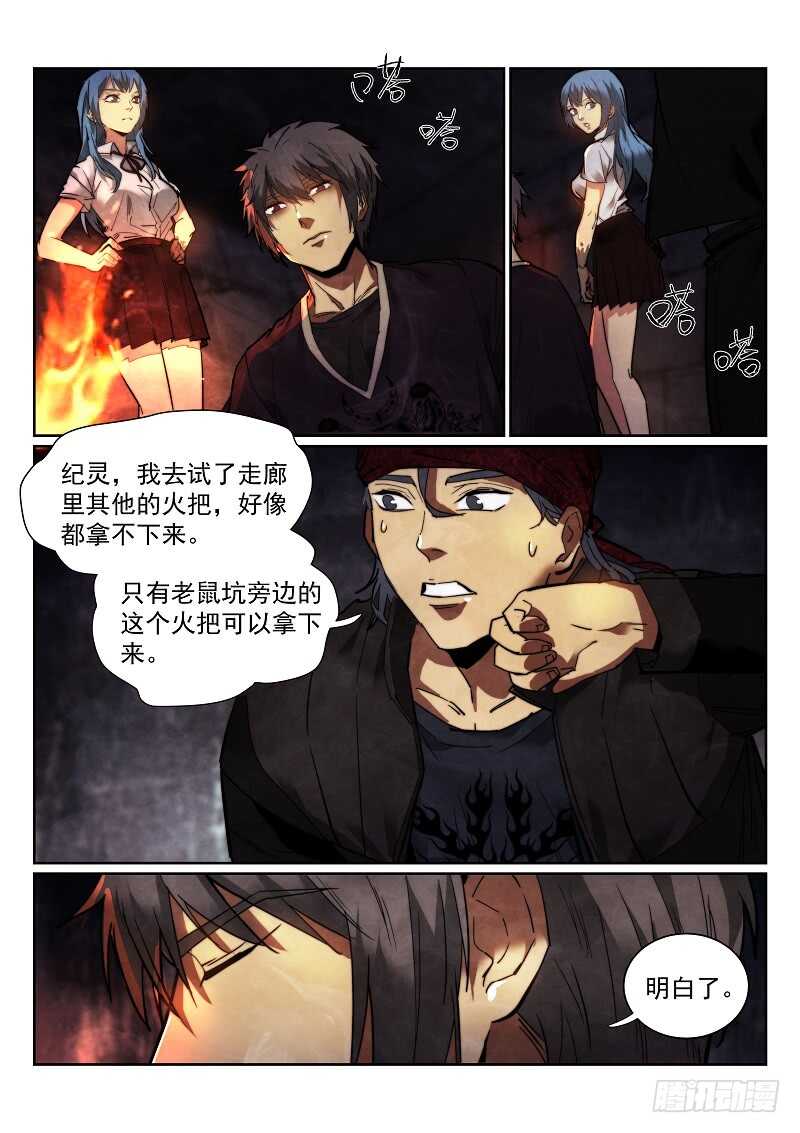 嗒
嗒
嗒
嗒
纪灵，我去试了走廊
里其他的火把，好像
都拿不下来。
只有老鼠坑旁边的
这个火把可以拿下
来。
明白了。
腾讯动漫